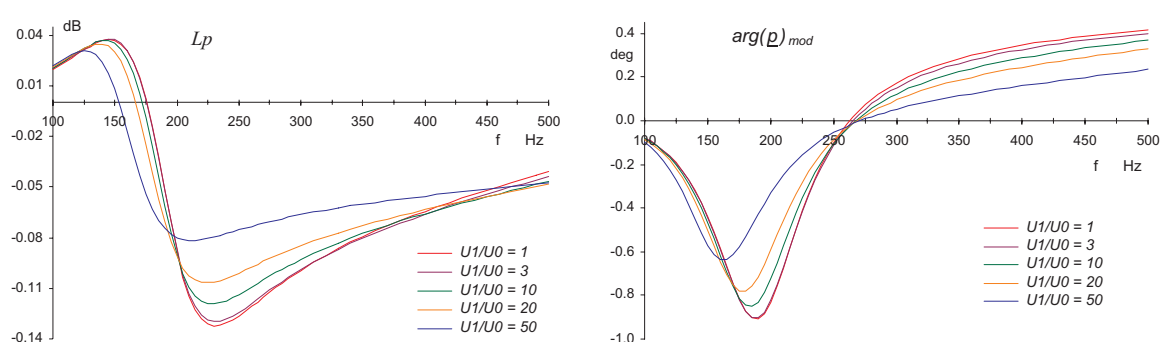 dB
Lp
0.04
0.01
-0.02
-0.05
-0.08
-0.11
-0.14
100 150 200 250 300 350 400 450 500
f Hz
U1/U0 = 1
U1/U0 = 3
U1/U0 = 10
U1/U0 = 20
U1/U0 = 50
arg(p) mod
0.4
deg
0.2
0.0
-0.2
-0.4
-0.6
-0.8
-1.0
100 150 200 250 300 350 400 450 500
f Hz
U1/U0 = 1
U1/U0 = 3
U1/U0 = 10
U1/U0 = 20
U1/U0 = 50